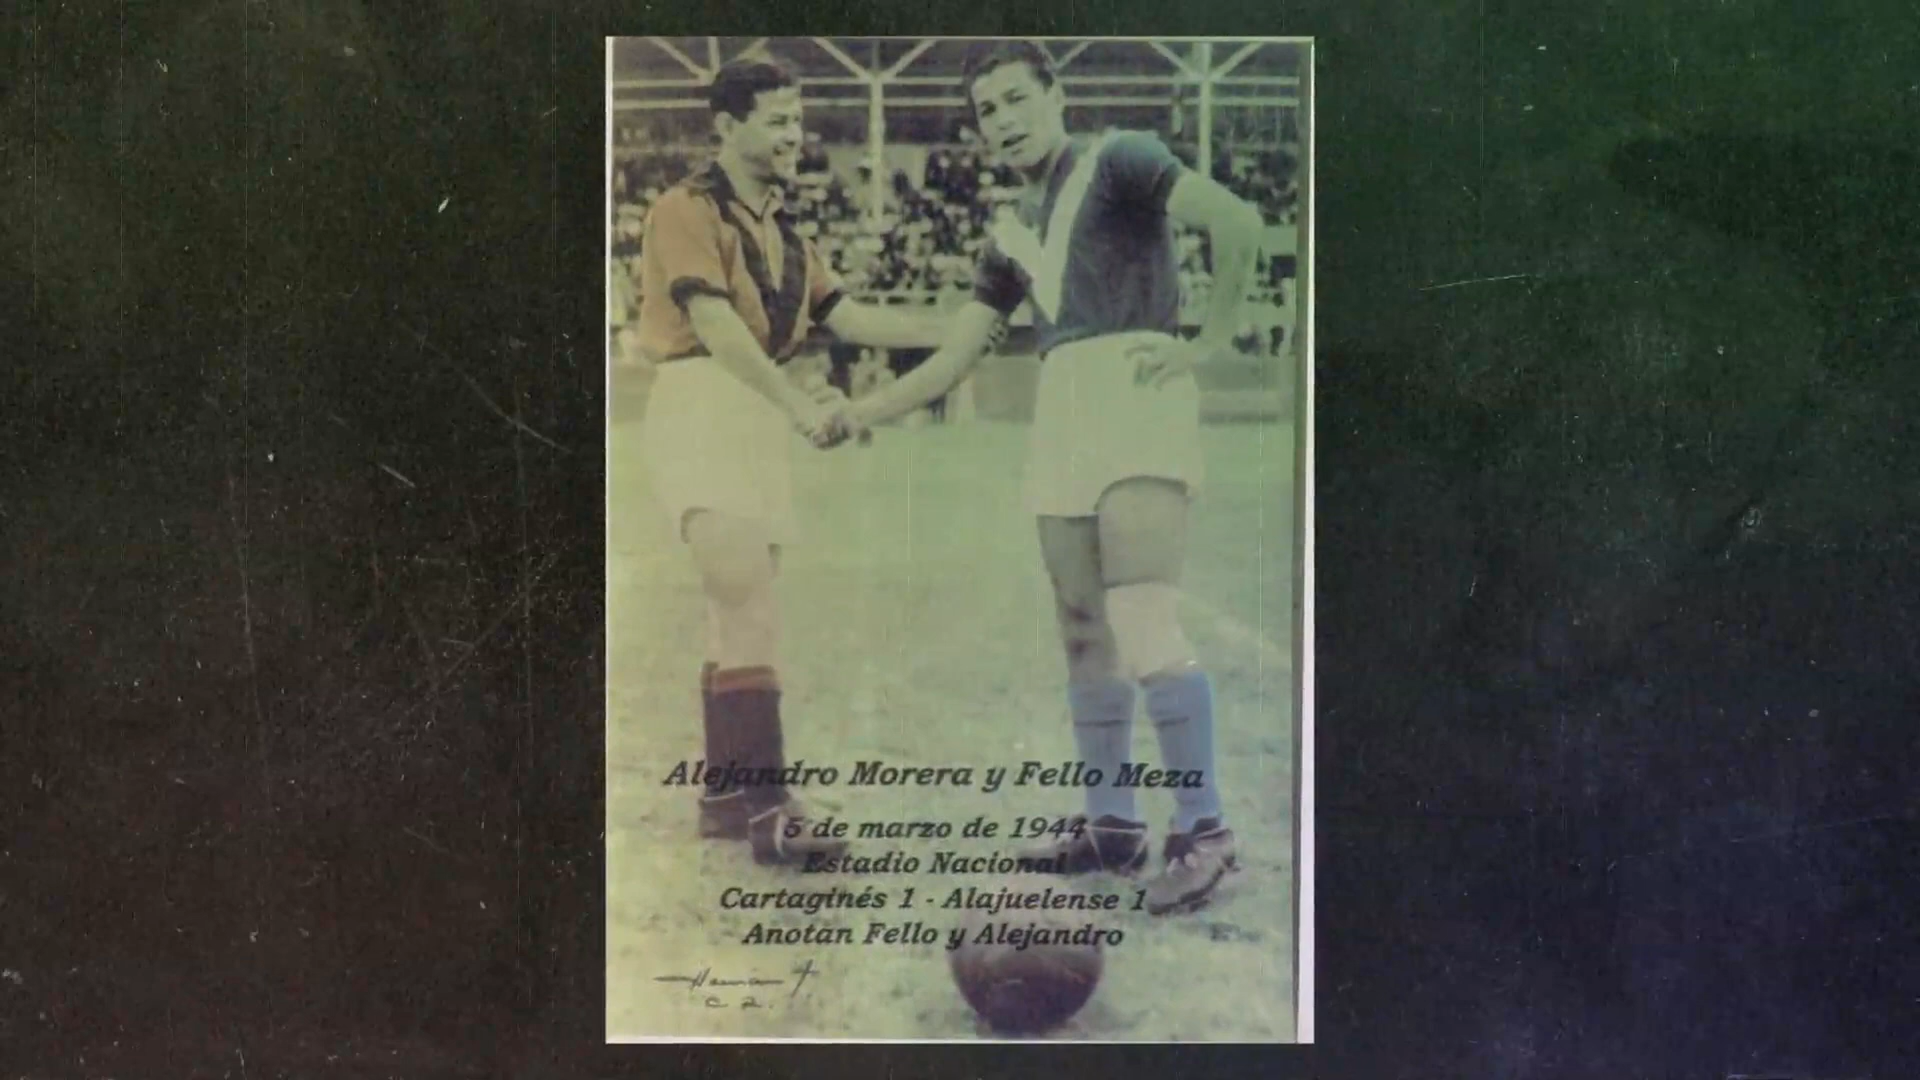 Alejandro Morera y Fello Meza
5 de marzo de 1944
Estadio Nacional
Cartaginés 1 - Alajuelense 1
Anotan Fello y Alejandro
C R.